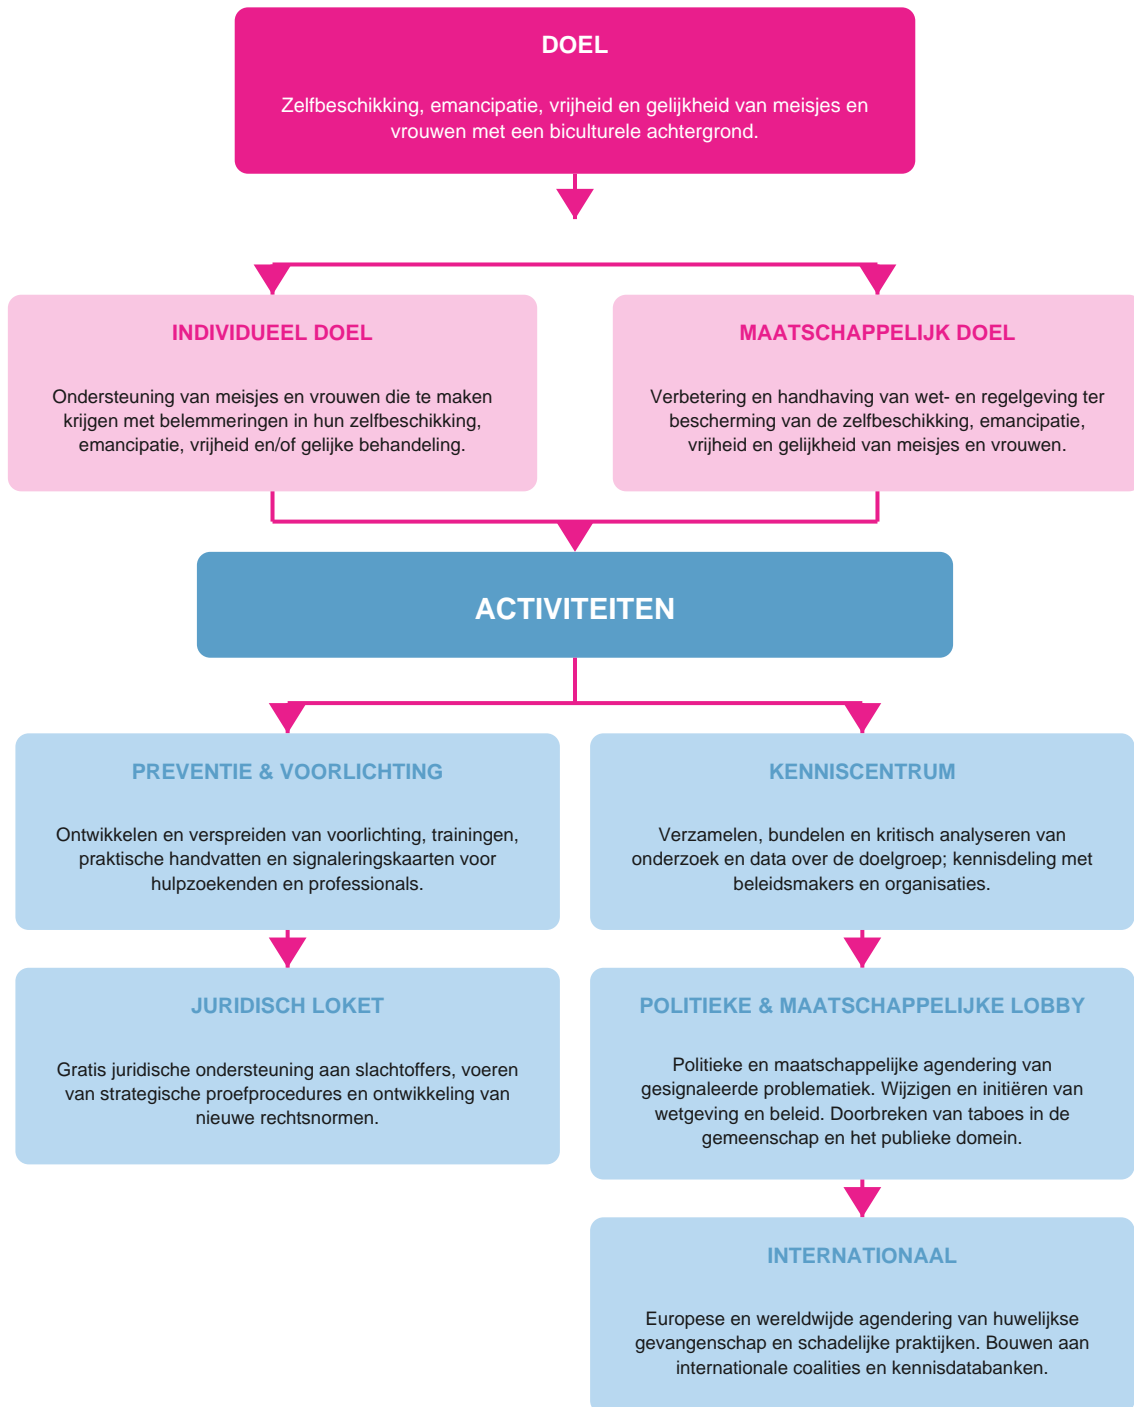 DOEL
Zelfbeschikking, emancipatie, vrijheid en gelijkheid van meisjes en
vrouwen met een biculturele achtergrond.
INDIVIDUEEL DOEL
Ondersteuning van meisjes en vrouwen die te maken
krijgen met belemmeringen in hun zelfbeschikking,
emancipatie, vrijheid en/of gelijke behandeling.
MAATSCHAPPELIJK DOEL
Verbetering en handhaving van wet- en regelgeving ter
bescherming van de zelfbeschikking, emancipatie,
vrijheid en gelijkheid van meisjes en vrouwen.
ACTIVITEITEN
PREVENTIE & VOORLICHTING
Ontwikkelen en verspreiden van voorlichting, trainingen,
praktische handvatten en signaleringskaarten voor
hulpzoekenden en professionals.
KENNISCENTRUM
Verzamelen, bundelen en kritisch analyseren van
onderzoek en data over de doelgroep; kennisdeling met
beleidsmakers en organisaties.
JURIDISCH LOKET
Gratis juridische ondersteuning aan slachtoffers, voeren
van strategische proefprocedures en ontwikkeling van
nieuwe rechtsnormen.
POLITIEKE & MAATSCHAPPELIJKE LOBBY
Politieke en maatschappelijke agendering van
gesignaleerde problematiek. Wijzigen en initiëren van
wetgeving en beleid. Doorbreken van taboes in de
gemeenschap en het publieke domein.
INTERNATIONAAL
Europese en wereldwijde agendering van huwelijkse
gevangenschap en schadelijke praktijken. Bouwen aan
internationale coalities en kennisdatabanken.